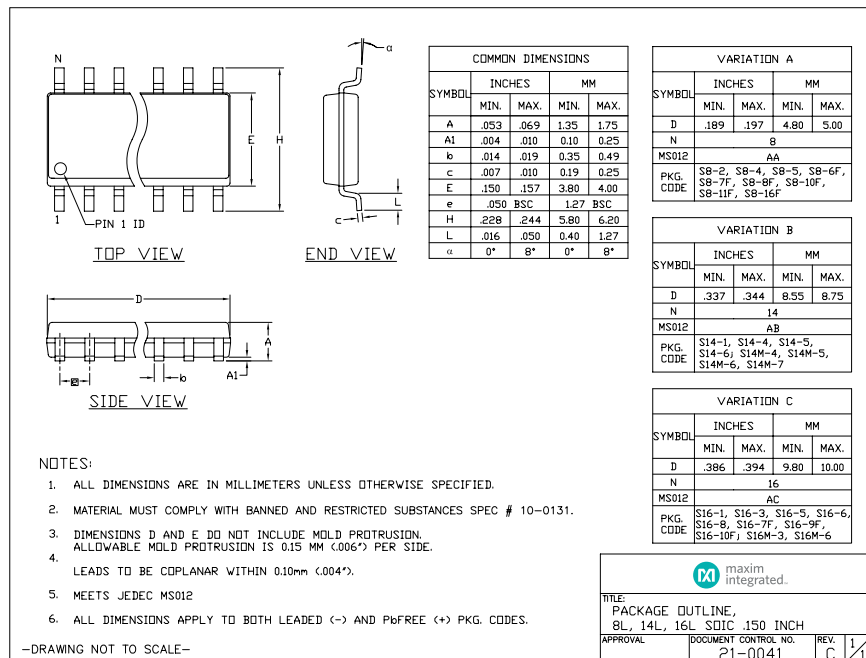 N
α
E
H
PIN 1 ID
1
L
c
TOP VIEW
END VIEW
D
A
A1
e
b
SIDE VIEW
COMMON DIMENSIONS
SYMBOL INCHES MM
MIN. MAX. MIN. MAX.
A .053 .069 1.35 1.75
A1 .004 .010 0.10 0.25
b .014 .019 0.35 0.49
c .007 .010 0.19 0.25
E .150 .157 3.80 4.00
e .050 BSC 1.27 BSC
H .228 .244 5.80 6.20
L .016 .050 0.40 1.27
α 0° 8° 0° 8°
VARIATION A
SYMBOL INCHES MM
MIN. MAX. MIN. MAX.
D .189 .197 4.80 5.00
N 8
MS012 AA
PKG. CODE S8-2, S8-4, S8-5, S8-6F,
S8-7F, S8-8F, S8-10F,
S8-11F, S8-16F
VARIATION B
SYMBOL INCHES MM
MIN. MAX. MIN. MAX.
D .337 .344 8.55 8.75
N 14
MS012 AB
PKG. CODE S14-1, S14-4, S14-5,
S14-6; S14M-4, S14M-5,
S14M-6, S14M-7
VARIATION C
SYMBOL INCHES MM
MIN. MAX. MIN. MAX.
D .386 .394 9.80 10.00
N 16
MS012 AC
PKG. CODE S16-1, S16-3, S16-5, S16-6,
S16-8, S16-7F, S16-9F,
S16-10F; S16M-3, S16M-6
NOTES:
1. ALL DIMENSIONS ARE IN MILLIMETERS UNLESS OTHERWISE SPECIFIED.
2. MATERIAL MUST COMPLY WITH BANNED AND RESTRICTED SUBSTANCES SPEC # 10-0131.
3. DIMENSIONS D AND E DO NOT INCLUDE MOLD PROTRUSION.
ALLOWABLE MOLD PROTRUSION IS 0.15 MM (.006") PER SIDE.
4.
LEADS TO BE COPLANAR WITHIN 0.10mm (.004").
5. MEETS JEDEC MS012
6. ALL DIMENSIONS APPLY TO BOTH LEADED (-) AND PbFREE (+) PKG. CODES.
-DRAWING NOT TO SCALE-
maxim
integrated™
TITLE:
PACKAGE OUTLINE,
8L, 14L, 16L SOIC .150 INCH
APPROVAL DOCUMENT CONTROL NO. REV.
21-0041 C 1/1